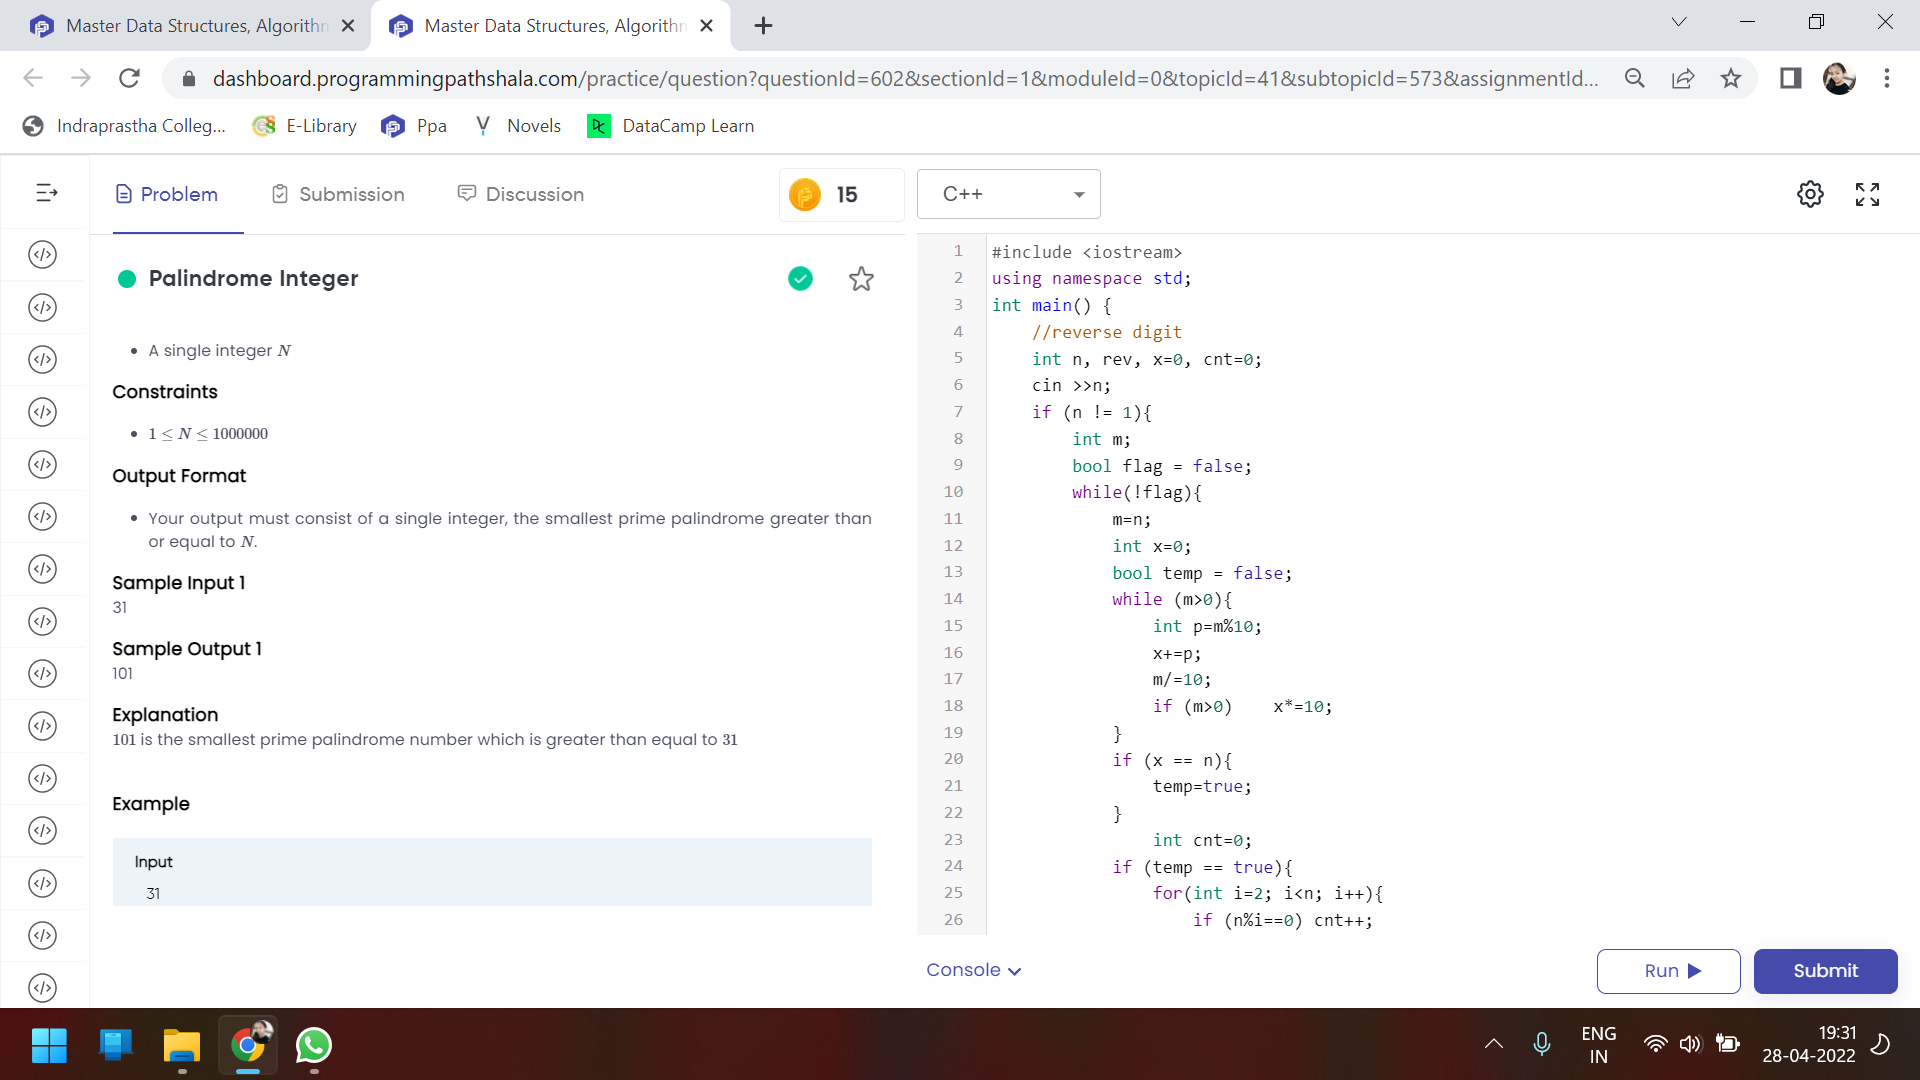 Master Data Structures, Algorithm
Master Data Structures, Algorithm
dashboard.programmingpathshala.com/practice/question?questionId=602&sectionId=1&moduleId=0&topicId=41&subtopicId=573&assignmentId...
Indraprastha Colleg...
E-Library
Ppa
Novels
DataCamp Learn
Problem
Submission
Discussion
15
C++
Palindrome Integer
• A single integer N
Constraints
• 1 ≤ N ≤ 1000000
Output Format
• Your output must consist of a single integer, the smallest prime palindrome greater than
or equal to N.
Sample Input 1
31
Sample Output 1
101
Explanation
101 is the smallest prime palindrome number which is greater than equal to 31
Example
Input
31
1 #include <iostream>
2 using namespace std;
3 int main() {
4 //reverse digit
5 int n, rev, x=0, cnt=0;
6 cin >>n;
7 if (n != 1){
8 int m;
9 bool flag = false;
10 while(!flag){
11 m=n;
12 int x=0;
13 bool temp = false;
14 while (m>0){
15 int p=m%10;
16 x+=p;
17 m/=10;
18 if (m>0)    x*=10;
19 }
20 if (x == n){
21 temp=true;
22 }
23 int cnt=0;
24 if (temp == true){
25 for(int i=2; i<n; i++){
26 if (n%i==0) cnt++;
Console
Run
Submit
ENG
IN
19:31
28-04-2022